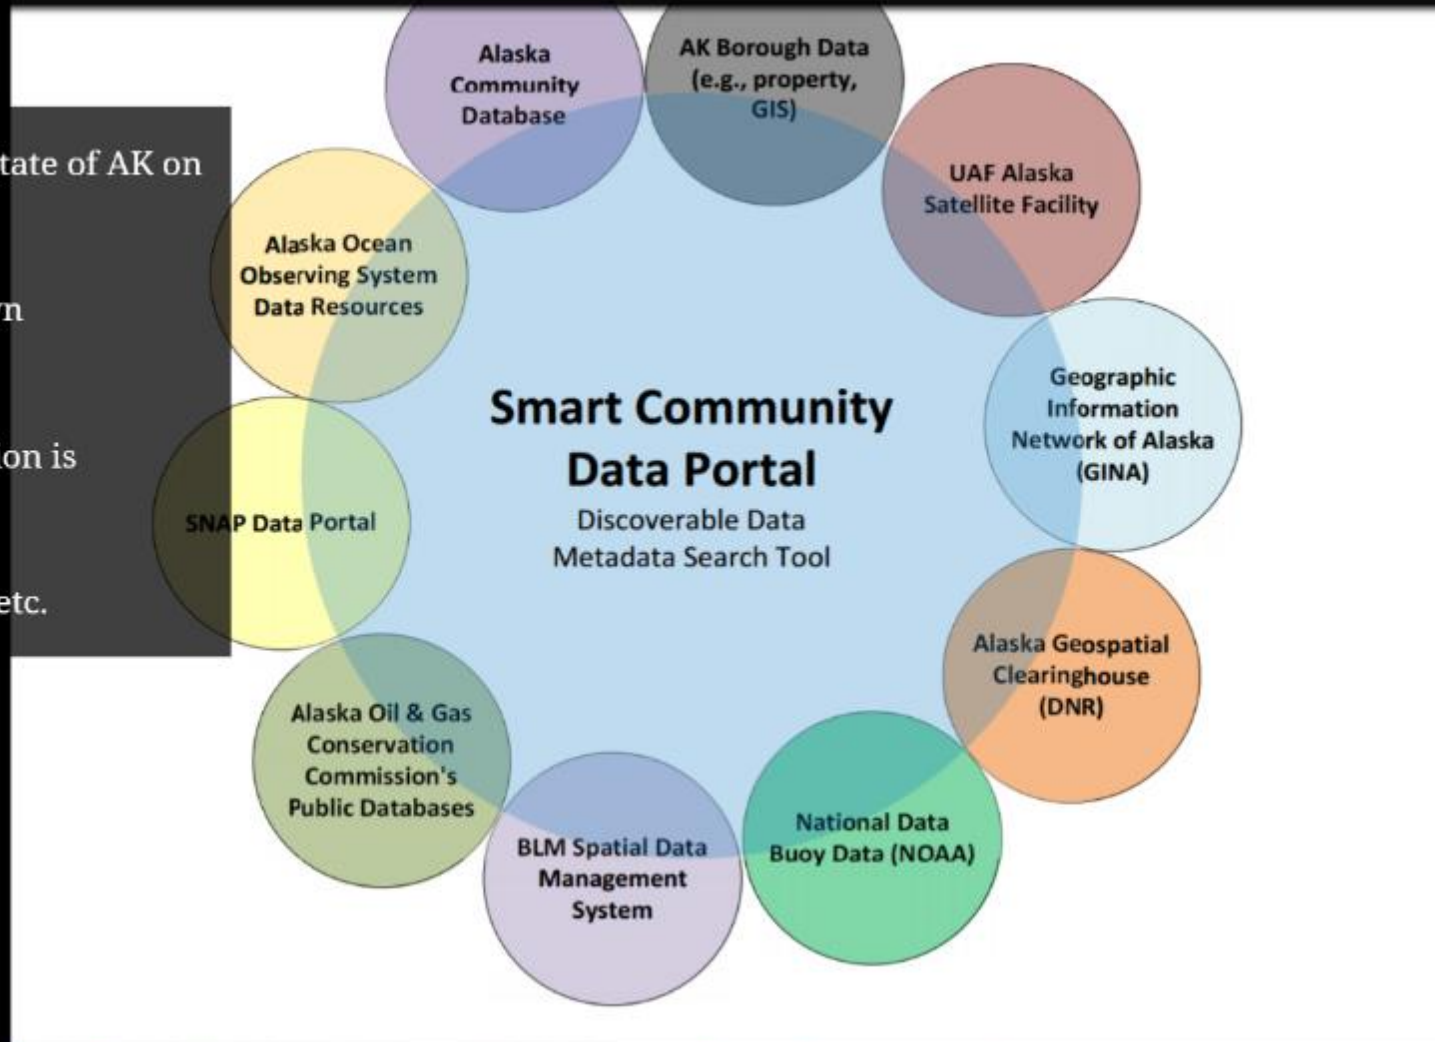 tate of AK on
n
on is
etc.
Alaska
Community
Database
AK Borough Data
(e.g., property,
GIS)
UAF Alaska
Satellite Facility
Geographic
Information
Network of Alaska
(GINA)
Alaska Geospatial
Clearinghouse
(DNR)
National Data
Buoy Data (NOAA)
BLM Spatial Data
Management
System
Alaska Oil & Gas
Conservation
Commission's
Public Databases
SNAP Data Portal
Alaska Ocean
Observing System
Data Resources
Smart Community
Data Portal
Discoverable Data
Metadata Search Tool